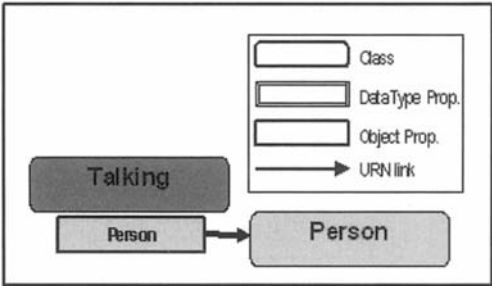 Class
DataType Prop.
Object Prop.
URN link
Talking
Person
Person